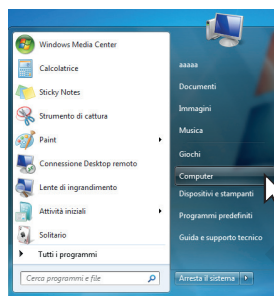 Windows Media Center
Calcolatrice
Sticky Notes
Strumento di cattura
Paint
Connessione Desktop remoto
Lente di ingrandimento
Attività iniziali
Solitario
Tutti i programmi
Cerca programmi e file
aaaaa
Documenti
Immagini
Musica
Giochi
Computer
Dispositivi e stampanti
Programmi predefiniti
Guida e supporto tecnico
Arresta il sistema